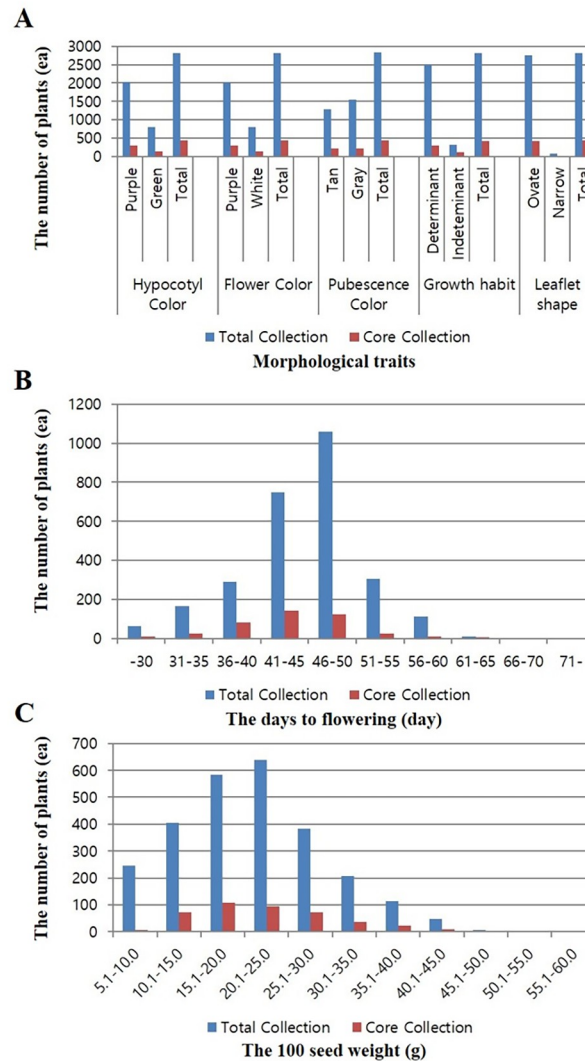 A
The number of plants (ea)
3000
2500
2000
1500
1000
500
0
Purple
Green
Total
Purple
White
Total
Tan
Gray
Total
Determinant
Indeteminant
Total
Ovate
Narrow
Total
Hypocotyl Color
Flower Color
Pubescence Color
Growth habit
Leaflet shape
Total Collection Core Collection
Morphological traits
B
The number of plants (ea)
1200
1000
800
600
400
200
0
-30 31-35 36-40 41-45 46-50 51-55 56-60 61-65 66-70 71-
Total Collection Core Collection
The days to flowering (day)
C
The number of plants (ea)
700
600
500
400
300
200
100
0
5.1-10.0 10.1-15.0 15.1-20.0 20.1-25.0 25.1-30.0 30.1-35.0 35.1-40.0 40.1-45.0 45.1-50.0 50.1-55.0 55.1-60.0
Total Collection Core Collection
The 100 seed weight (g)